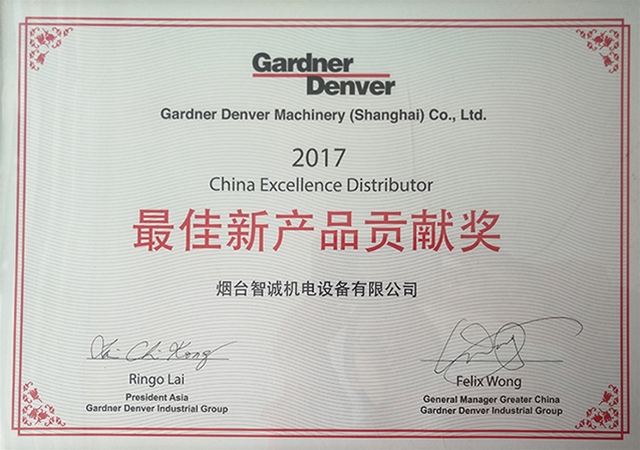 Gardner
Denver
Gardner Denver Machinery (Shanghai) Co., Ltd.
2017
China Excellence Distributor
最佳新产品贡献奖
烟台智诚机电设备有限公司
Ringo Lai
President Asia
Gardner Denver Industrial Group
Felix Wong
General Manager Greater China
Gardner Denver Industrial Group